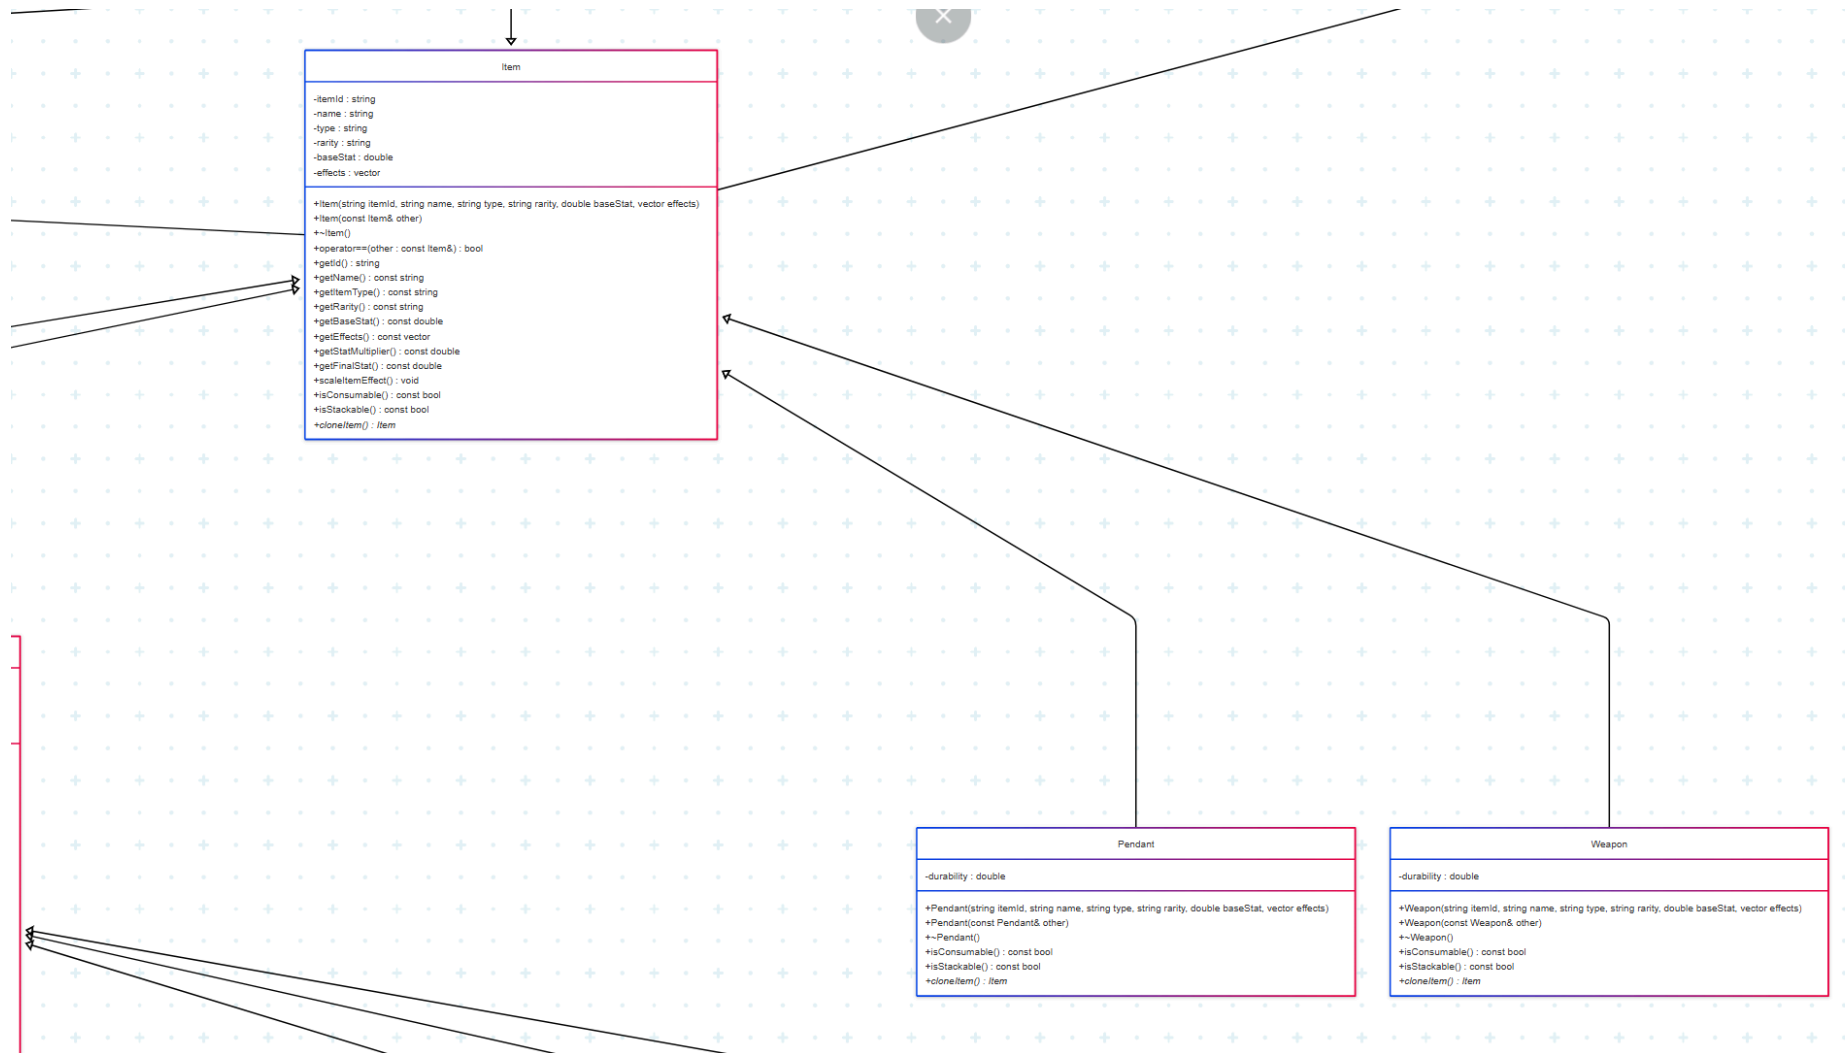 Item
-itemId : string
-name : string
-type : string
-rarity : string
-baseStat : double
-effects : vector
+Item(string itemId, string name, string type, string rarity, double baseStat, vector effects)
+Item(const Item& other)
+~Item()
+operator==(other : const Item&) : bool
+getId() : string
+getName() : const string
+getItemType() : const string
+getRarity() : const string
+getBaseStat() : const double
+getEffects() : const vector
+getStatMultiplier() : const double
+getFinalStat() : const double
+scaleItemEffect() : void
+isConsumable() : const bool
+isStackable() : const bool
+cloneItem() : Item
Pendant
-durability : double
+Pendant(string itemId, string name, string type, string rarity, double baseStat, vector effects)
+Pendant(const Pendant& other)
+~Pendant()
+isConsumable() : const bool
+isStackable() : const bool
+cloneItem() : Item
Weapon
-durability : double
+Weapon(string itemId, string name, string type, string rarity, double baseStat, vector effects)
+Weapon(const Weapon& other)
+~Weapon()
+isConsumable() : const bool
+isStackable() : const bool
+cloneItem() : Item